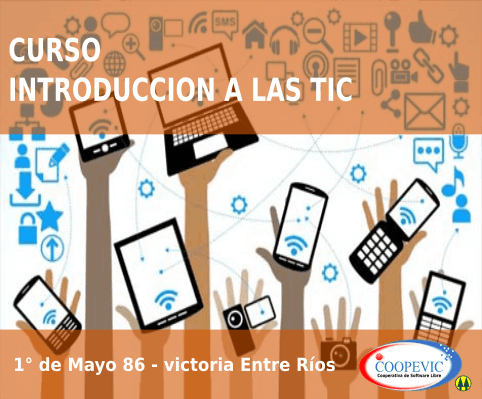 CURSO
INTRODUCCION A LAS TIC
SMS
1° de Mayo 86 - victoria Entre Ríos
COOPEVIC
Cooperativa de Software Libre